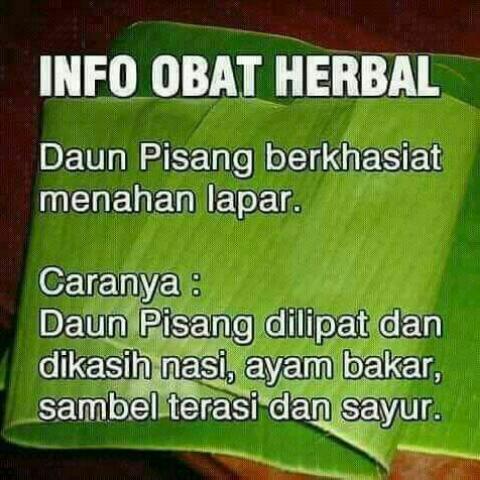 INFO OBAT HERBAL
Daun Pisang berkhasiat
menahan lapar.
Caranya :
Daun Pisang dilipat dan
dikasih nasi, ayam bakar,
sambel terasi dan sayur.